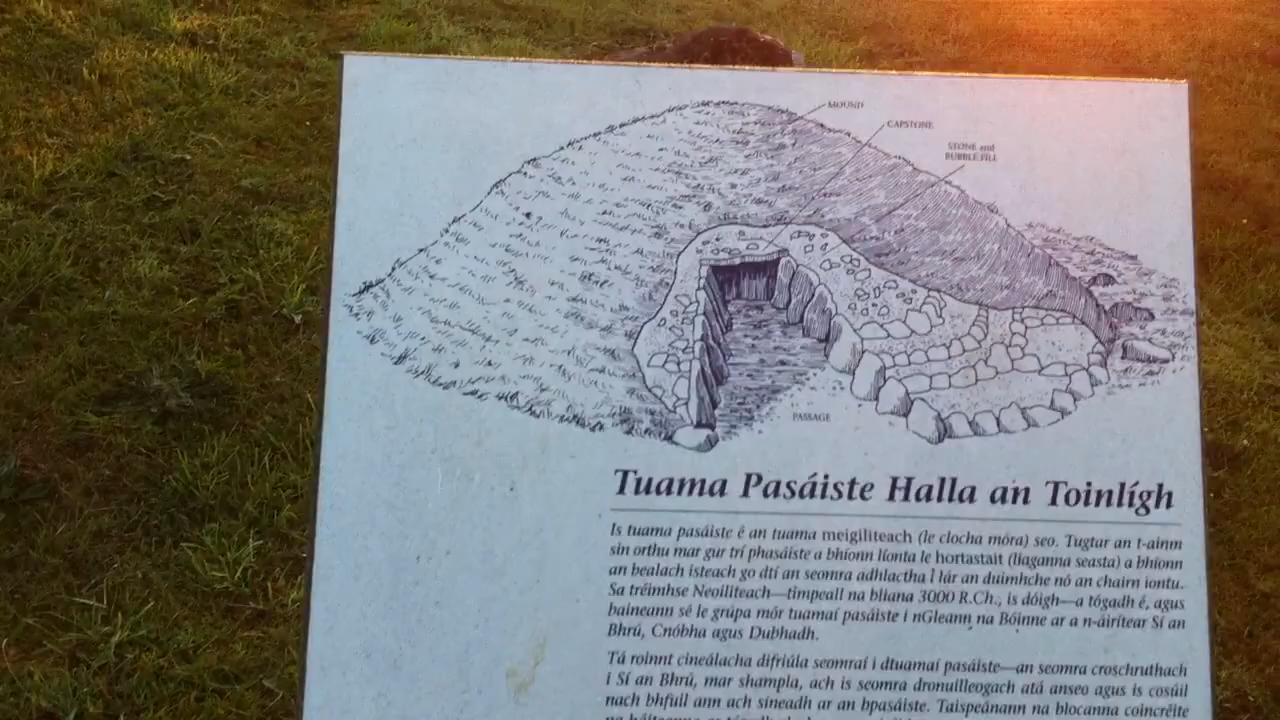 MOUND
CAPSTONE
STONE and
RUBBLE FILL
PASSAGE
Tuama Pasáiste Halla an Toinlígh
Is tuama pasáiste é an tuama meigiliteach (le clocha móra) seo. Tugtar an t-ainm
sin orthu mar gur trí phasáiste a bhíonn líonta le hortastait (liaganna seasta) a bhíonn
an bealach isteach go dtí an seomra adhlactha i lár an duimhche nó an chairn iontu.
Sa tréimhse Neoiliteach—timpeall na bliana 3000 R.Ch., is dóigh—a tógadh é, agus
baineann sé le grúpa mór tuamaí pasáiste i nGleann na Bóinne ar a n-áirítear Sí an
Bhrú, Cnóbha agus Dubhadh.
Tá roinnt cineálacha difriúla seomraí i dtuamaí pasáiste—an seomra croschruthach
i Sí an Bhrú, mar shampla, ach is seomra dronuilleogach atá anseo agus is cosúil
nach bhfuil ann ach síneadh ar an bpasáiste. Taispeánann na blocanna coincréite